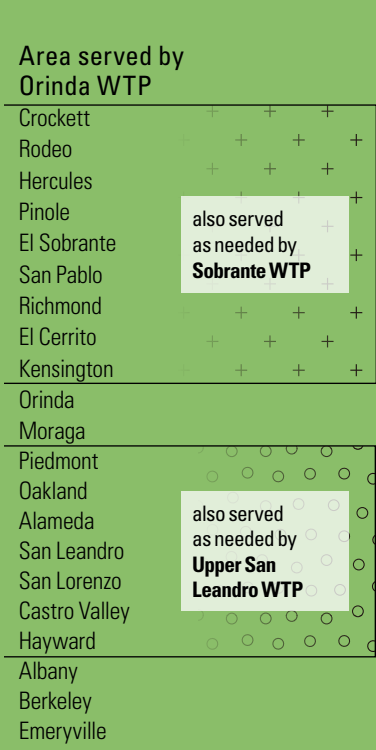 Area served by
Orinda WTP
Crockett
Rodeo
Hercules
Pinole
El Sobrante
San Pablo
Richmond
El Cerrito
Kensington
also served
as needed by
Sobrante WTP
Orinda
Moraga
Piedmont
Oakland
Alameda
San Leandro
San Lorenzo
Castro Valley
Hayward
also served
as needed by
Upper San
Leandro WTP
Albany
Berkeley
Emeryville